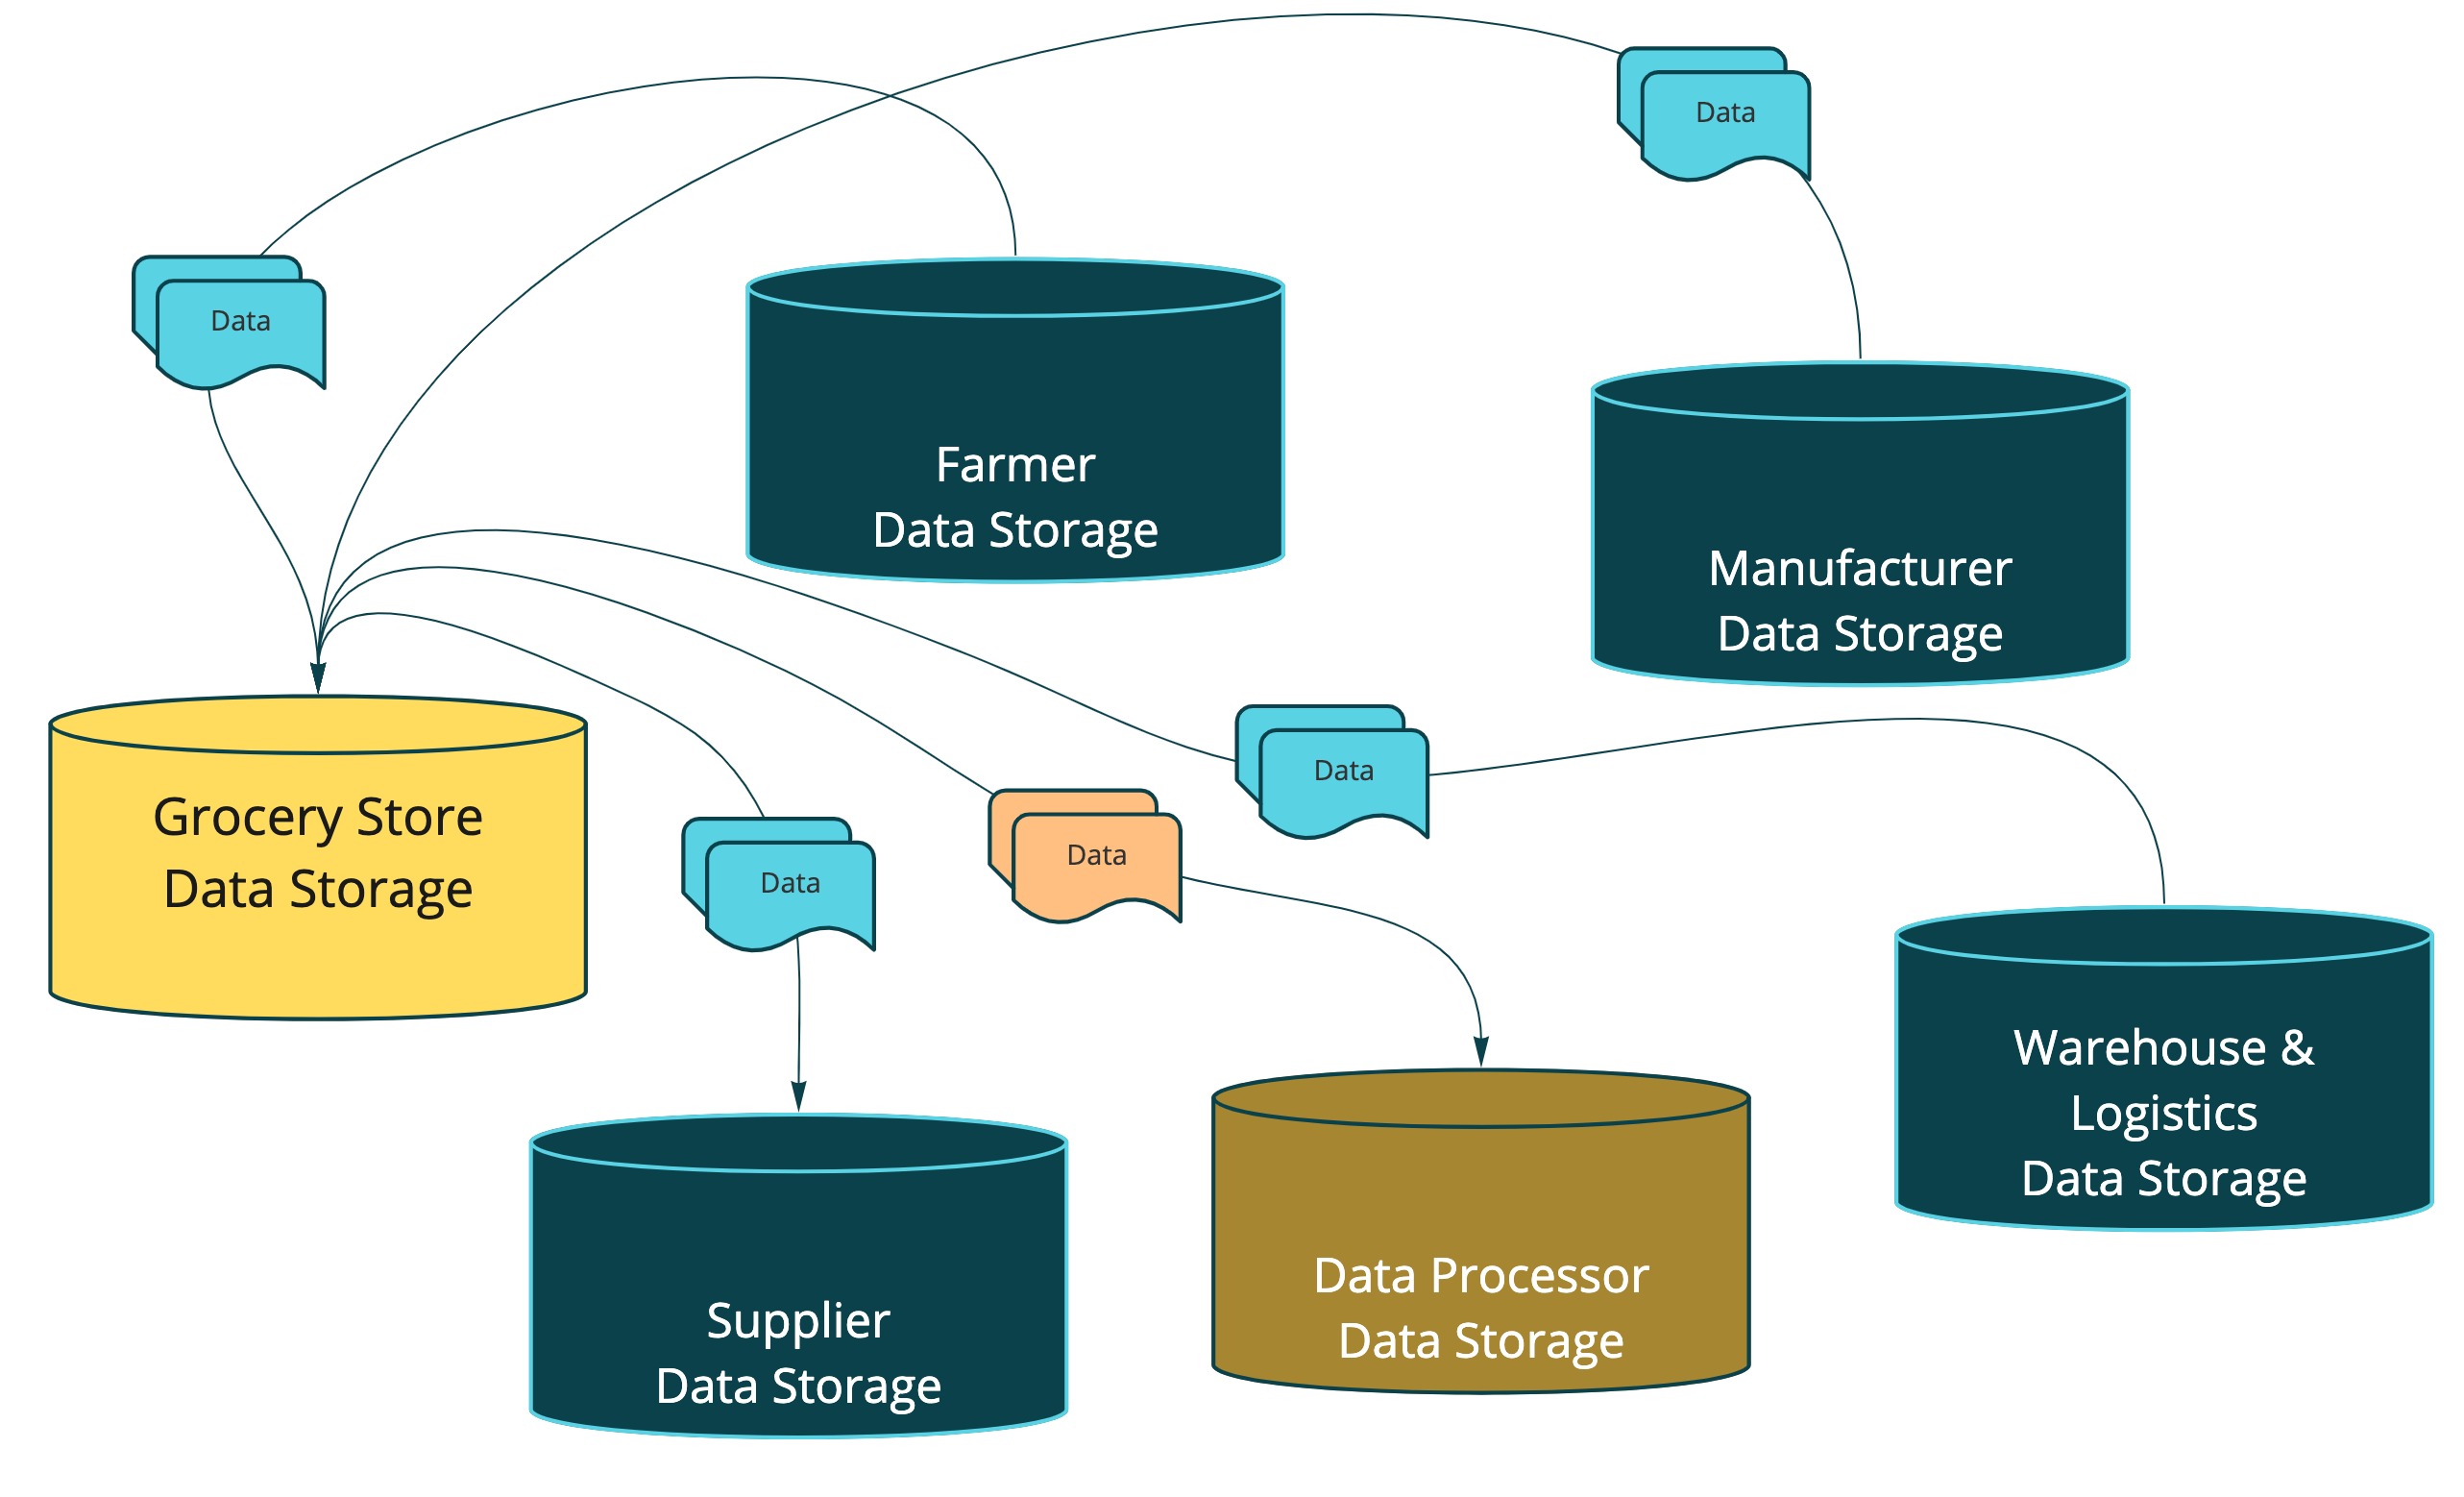 Data
Data
Farmer
Data Storage
Manufacturer
Data Storage
Data
Grocery Store
Data Storage
Data
Data
Warehouse &
Logistics
Data Storage
Supplier
Data Storage
Data Processor
Data Storage